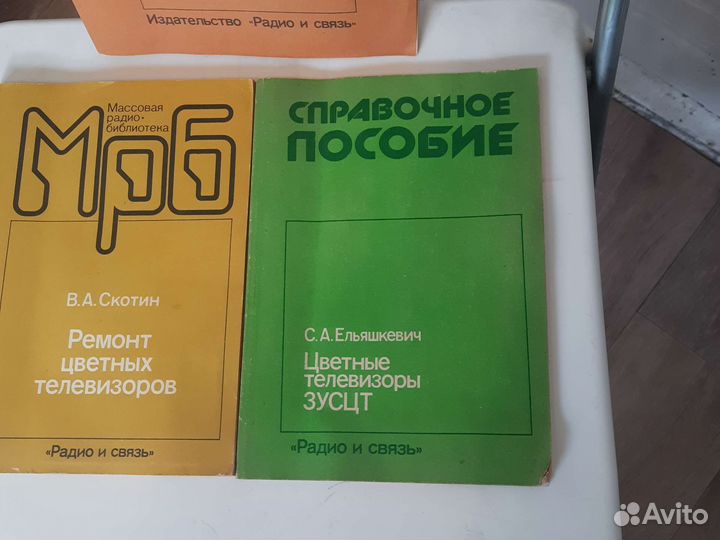 Издательство «Радио и связь»
Массовая
радио-
библиотека
МРБ
В.А.Скотин
Ремонт
цветных
телевизоров
«Радио и связь»
СПРАВОЧНОЕ
ПОСОБИЕ
С.А.Ельяшкевич
Цветные
телевизоры
ЗУСЦТ
«Радио и связь»
Avito